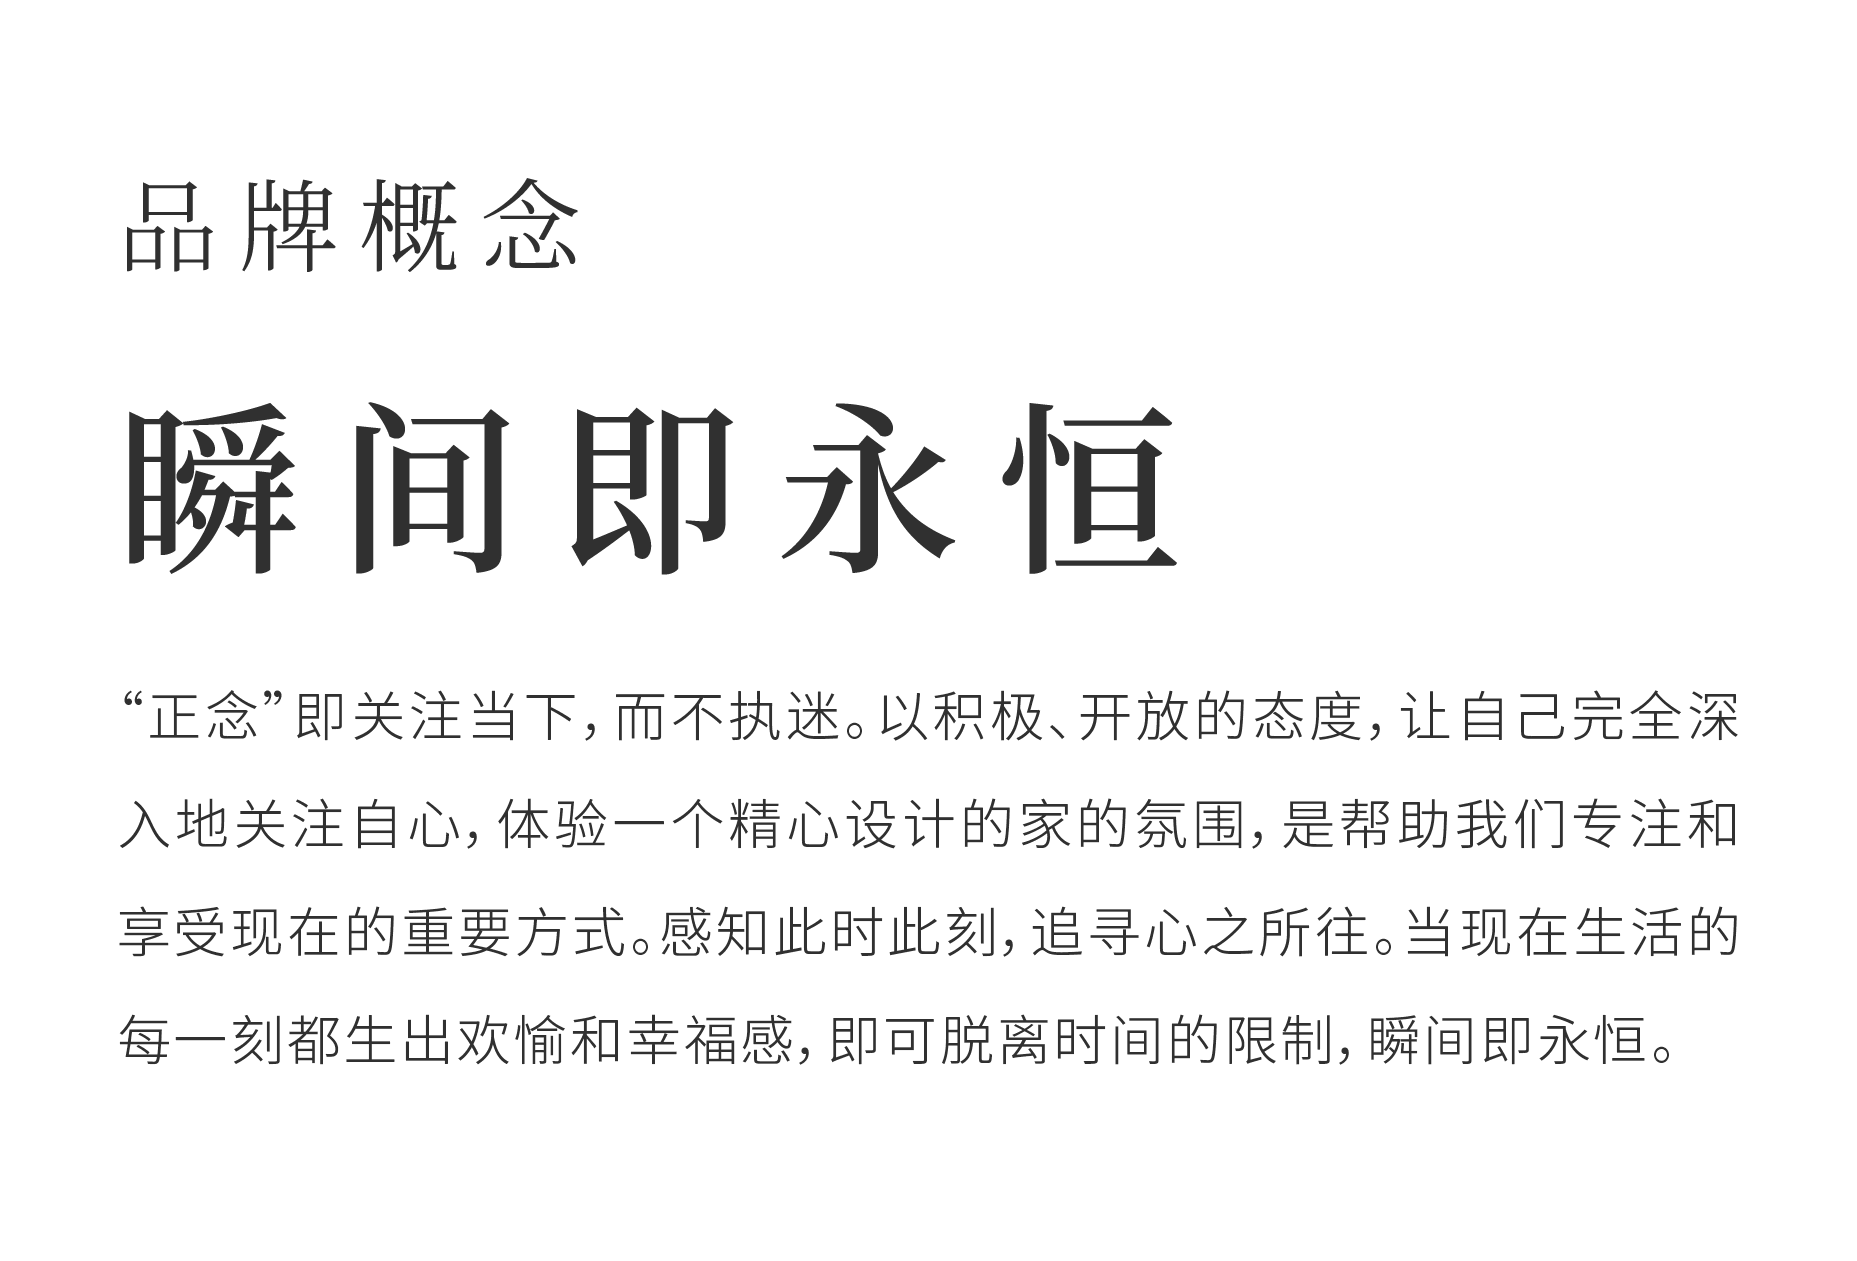 品牌概念
瞬间即永恒
“正念”即关注当下，而不执迷。以积极、开放的态度，让自己完全深
入地关注自心，体验一个精心设计的家的氛围，是帮助我们专注和
享受现在的重要方式。感知此时此刻，追寻心之所往。当现在生活的
每一刻都生出欢愉和幸福感，即可脱离时间的限制，瞬间即永恒。